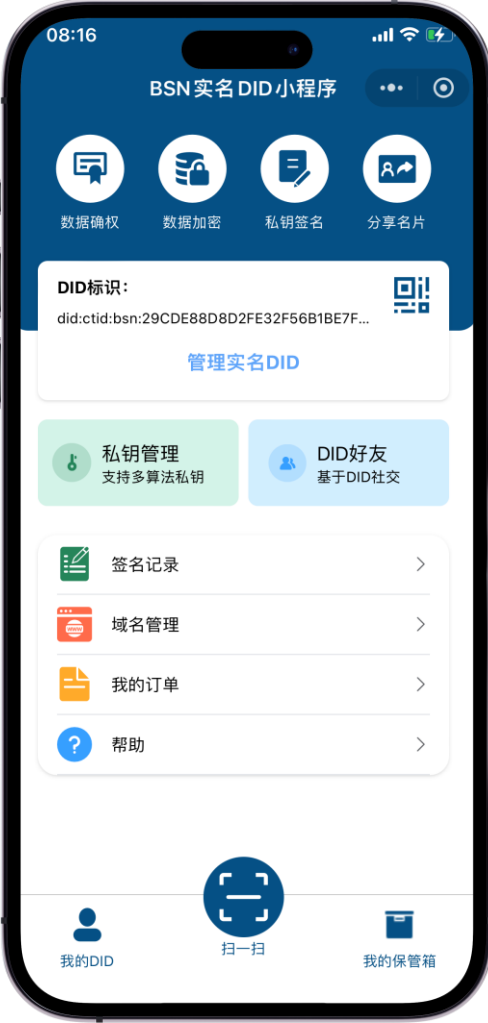 08:16
BSN实名DID小程序
数据确权
数据加密
私钥签名
分享名片
DID标识：
did:ctid:bsn:29CDE88D8D2FE32F56B1BE7F...
管理实名DID
私钥管理
支持多算法私钥
DID好友
基于DID社交
签名记录
域名管理
我的订单
帮助
扫一扫
我的DID
我的保管箱